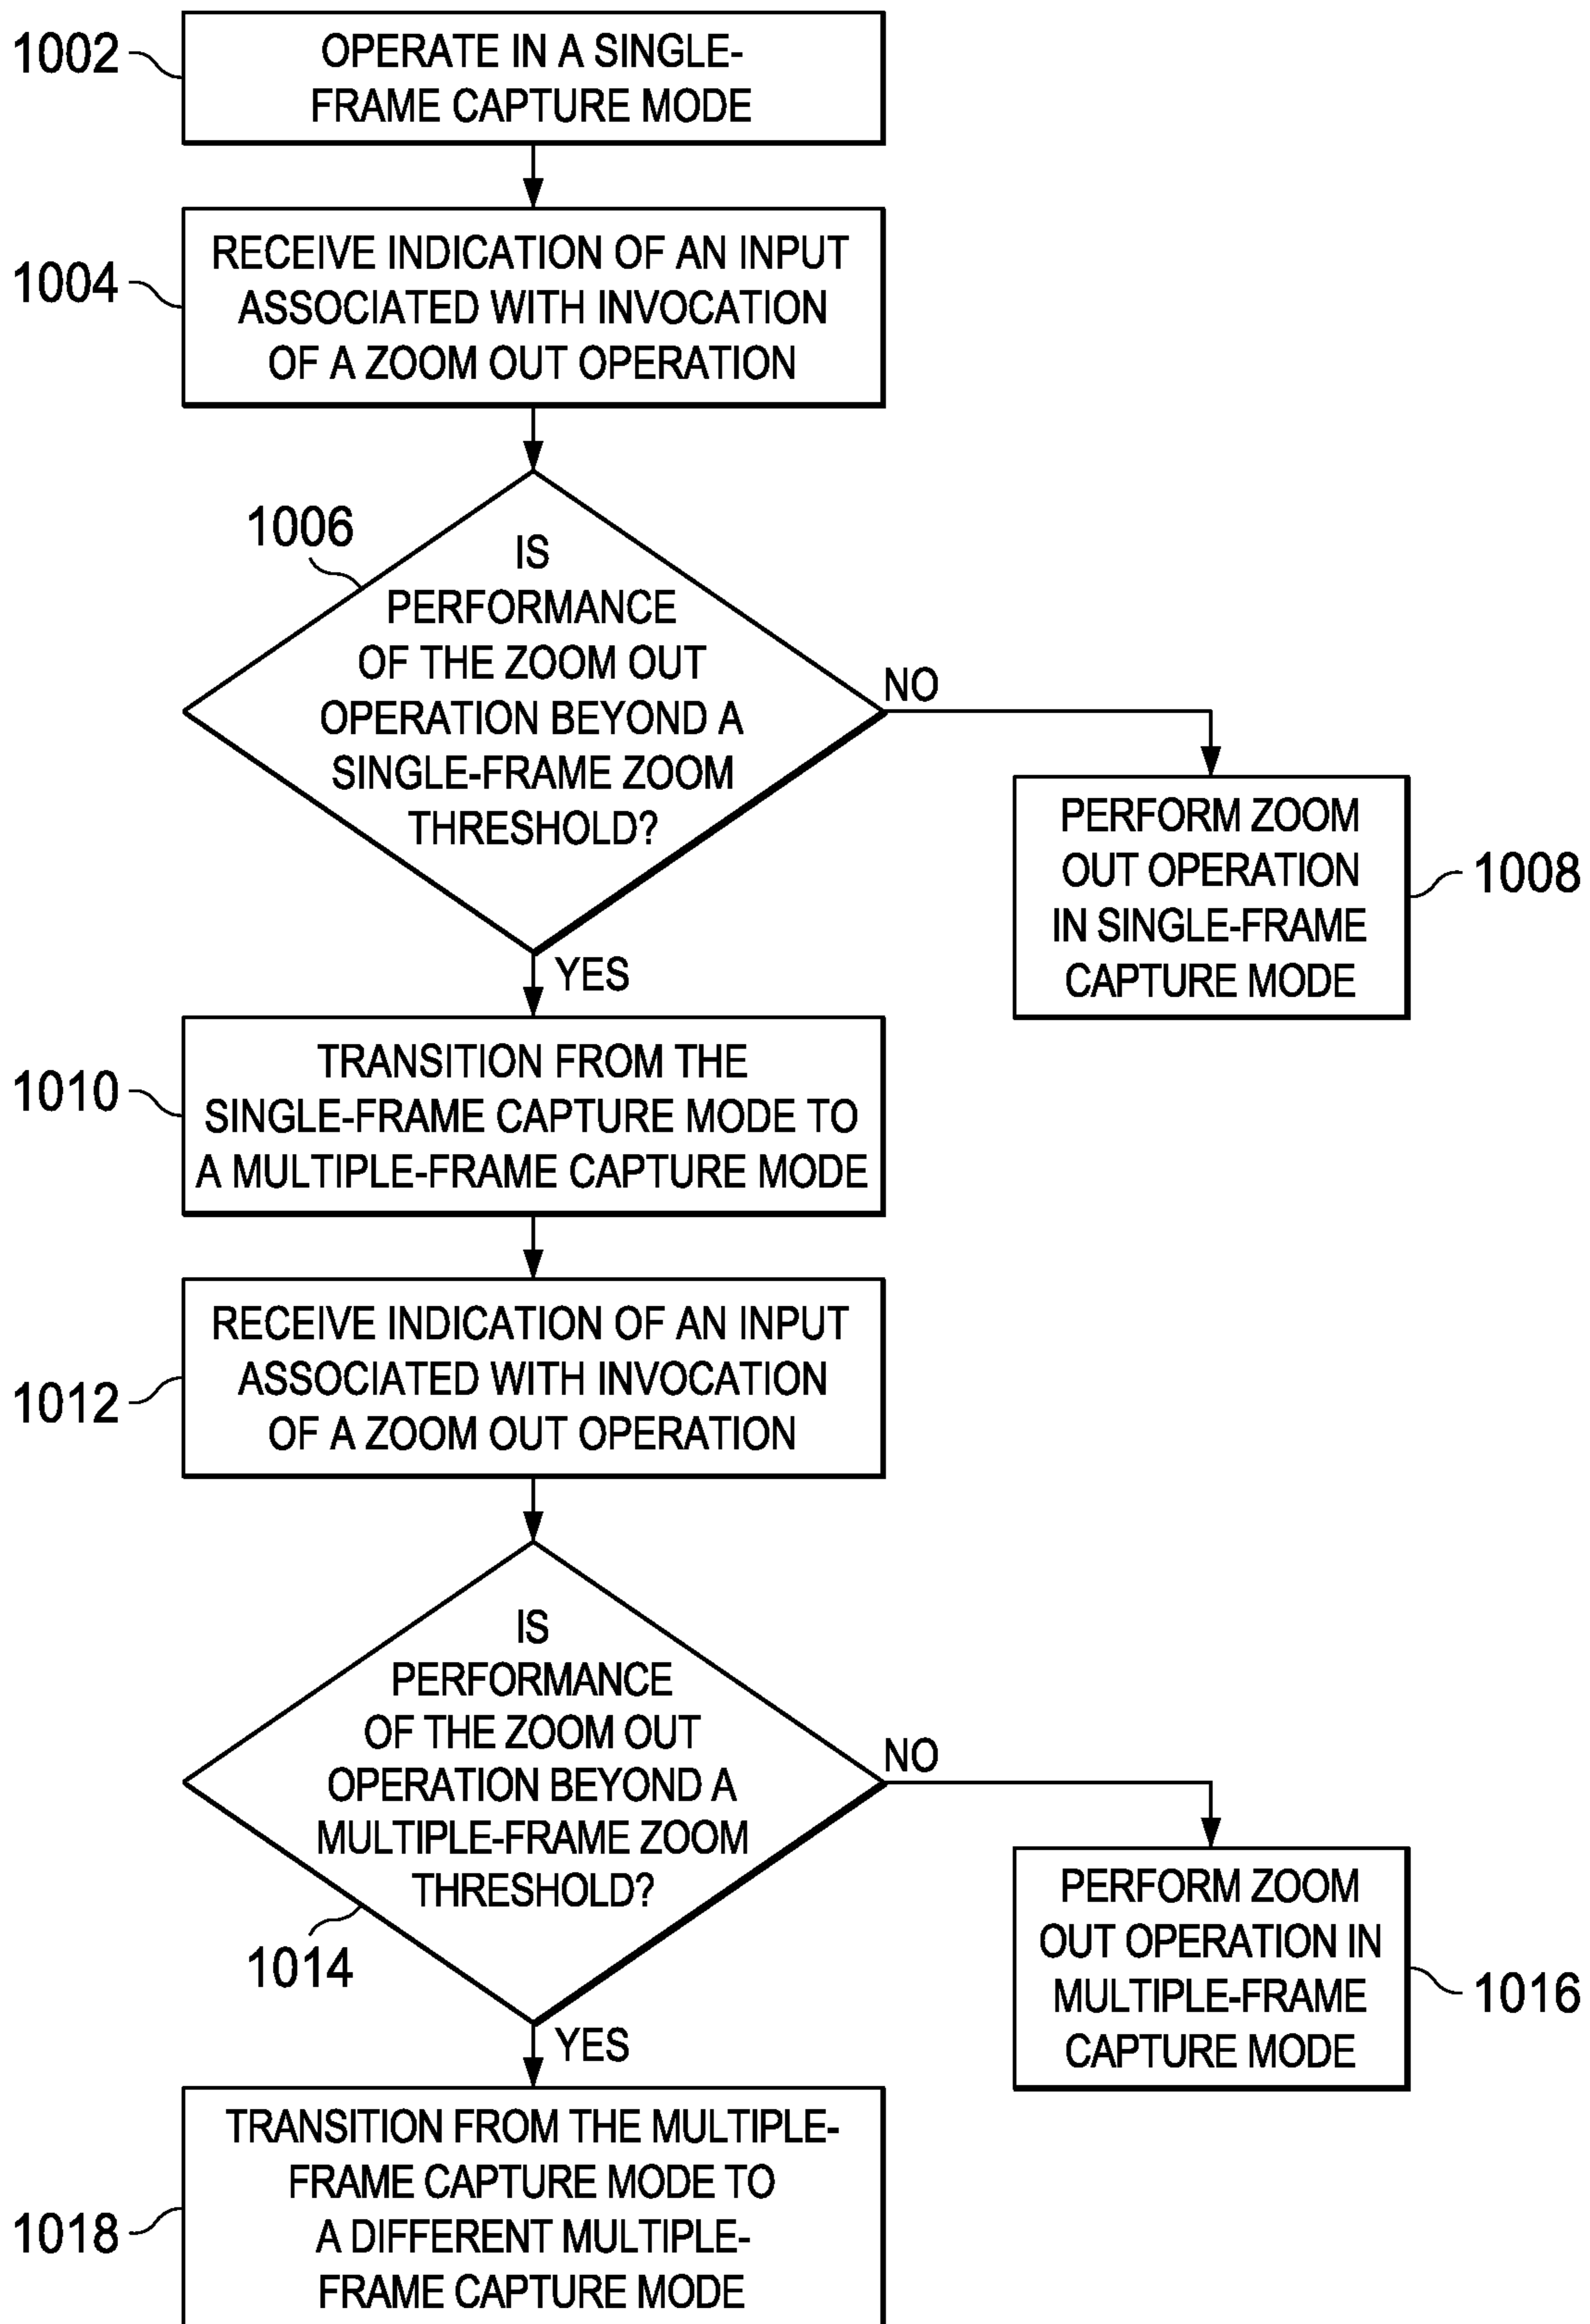 1002
OPERATE IN A SINGLE-
FRAME CAPTURE MODE
1004
RECEIVE INDICATION OF AN INPUT
ASSOCIATED WITH INVOCATION
OF A ZOOM OUT OPERATION
1006
IS
PERFORMANCE
OF THE ZOOM OUT
OPERATION BEYOND A
SINGLE-FRAME ZOOM
THRESHOLD?
NO
PERFORM ZOOM
OUT OPERATION
IN SINGLE-FRAME
CAPTURE MODE
1008
YES
1010
TRANSITION FROM THE
SINGLE-FRAME CAPTURE MODE TO
A MULTIPLE-FRAME CAPTURE MODE
1012
RECEIVE INDICATION OF AN INPUT
ASSOCIATED WITH INVOCATION
OF A ZOOM OUT OPERATION
IS
PERFORMANCE
OF THE ZOOM OUT
OPERATION BEYOND A
MULTIPLE-FRAME ZOOM
THRESHOLD?
1014
NO
PERFORM ZOOM
OUT OPERATION IN
MULTIPLE-FRAME
CAPTURE MODE
1016
YES
1018
TRANSITION FROM THE MULTIPLE-
FRAME CAPTURE MODE TO
A DIFFERENT MULTIPLE-
FRAME CAPTURE MODE